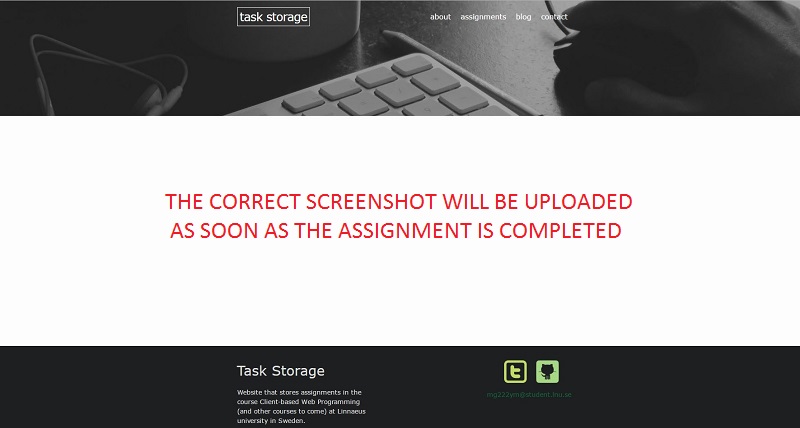 task storage
about assignments blog contact
THE CORRECT SCREENSHOT WILL BE UPLOADED
AS SOON AS THE ASSIGNMENT IS COMPLETED
Task Storage
Website that stores assignments in the
course Client-based Web Programming
(and other courses to come) at Linnaeus
university in Sweden.
mg222ym@student.lnu.se